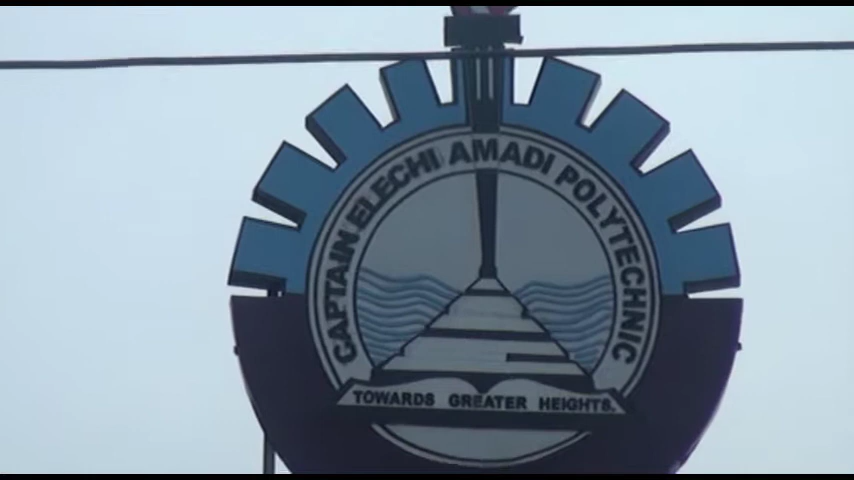 CAPTAIN ELECHI AMADI POLYTECHNIC
TOWARDS GREATER HEIGHTS.